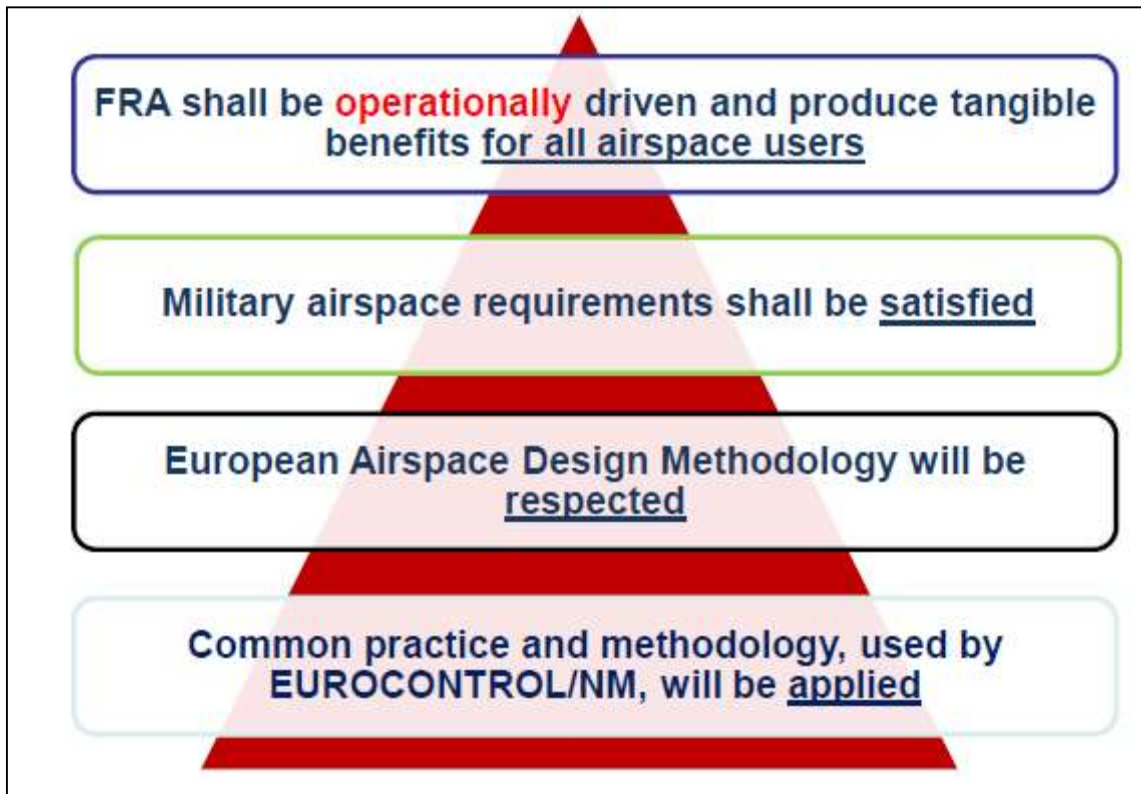 FRA shall be operationally driven and produce tangible
benefits for all airspace users
Military airspace requirements shall be satisfied
European Airspace Design Methodology will be
respected
Common practice and methodology, used by
EUROCONTROL/NM, will be applied